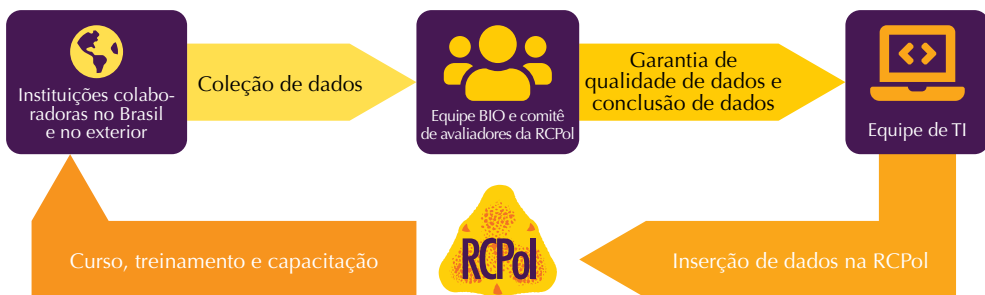 Instituições colabo-
radoras no Brasil
e no exterior
Coleção de dados
Equipe BIO e comitê
de avaliadores da RCPol
Garantia de
qualidade de dados e
conclusão de dados
Equipe de TI
Curso, treinamento e capacitação
RCPol
Inserção de dados na RCPol